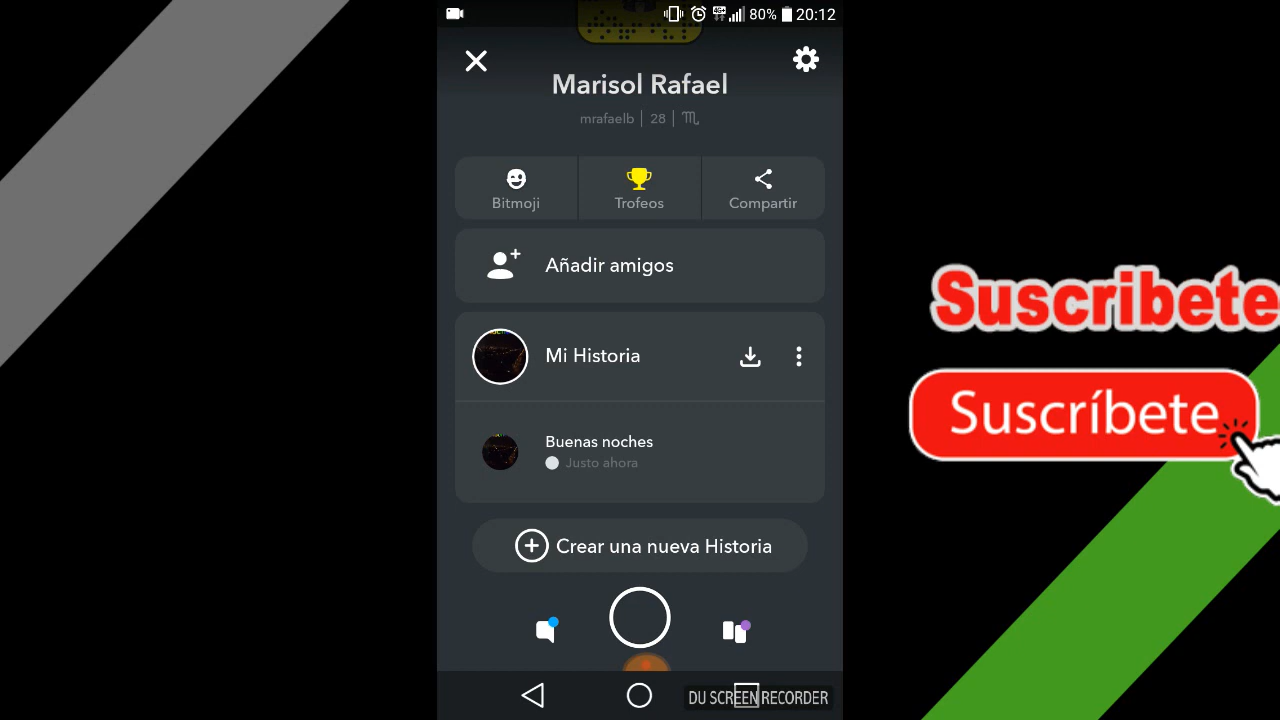 80% 20:12
Marisol Rafael
mrafaelb | 28 | ♏
Bitmoji
Trofeos
Compartir
Añadir amigos
Mi Historia
Buenas noches
Justo ahora
Crear una nueva Historia
DU SCREEN RECORDER
Suscribete
Suscríbete